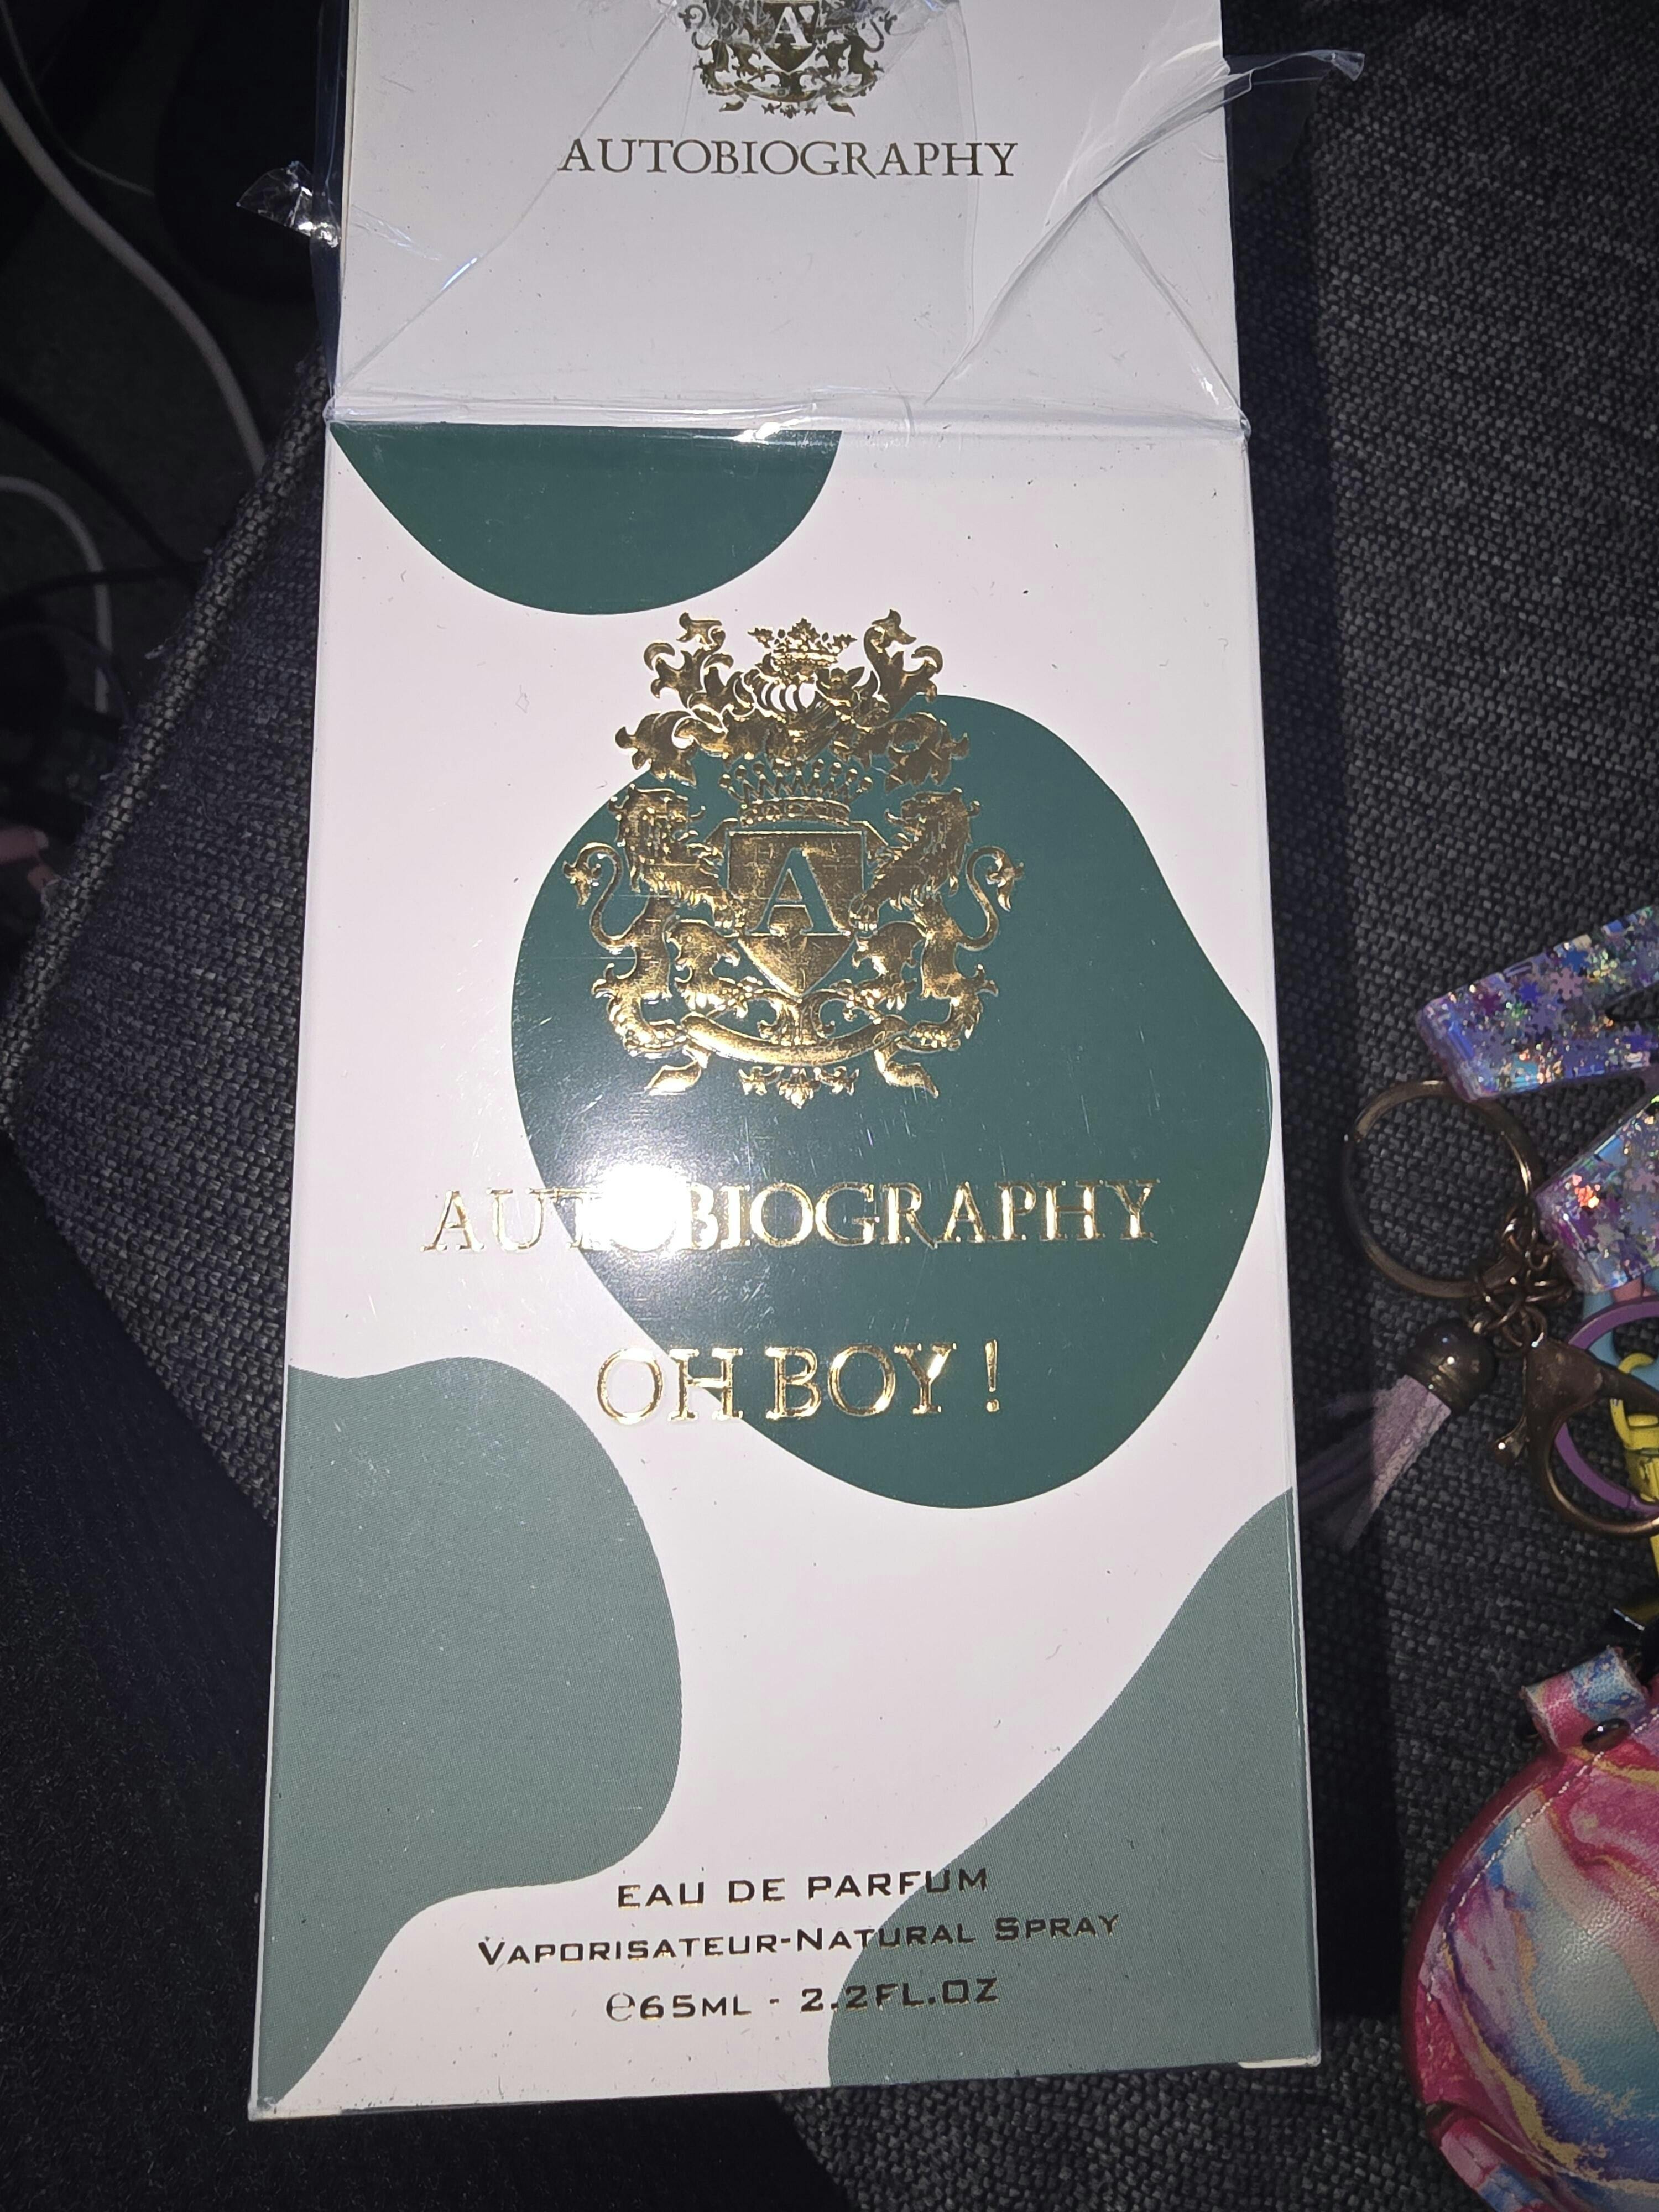 A
AUTOBIOGRAPHY
A
AUTOBIOGRAPHY
OH BOY !
EAU DE PARFUM
VAPORISATEUR-NATURAL SPRAY
℮65ML - 2.2FL.OZ